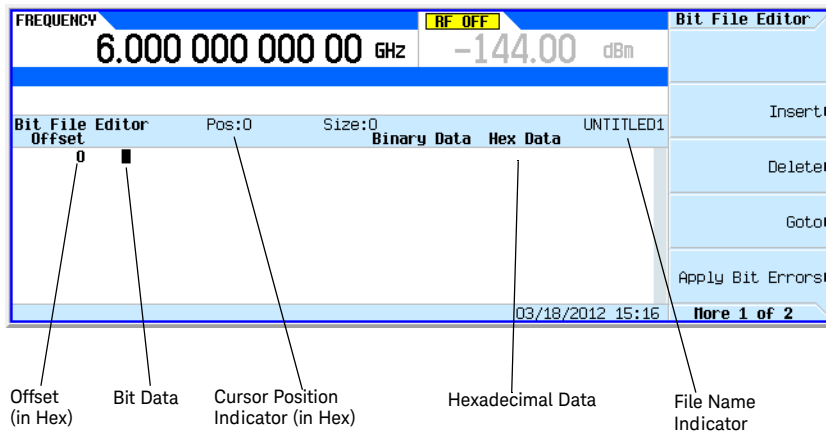 FREQUENCY
6.000 000 000 00 GHz
RF OFF
-144.00 dBm
Bit File Editor
Insert
Delete
Goto
Apply Bit Errors
More 1 of 2
Bit File Editor Pos:0 Size:0 UNTITLED1
Offset Binary Data Hex Data
0
03/18/2012 15:16
Offset
(in Hex)
Bit Data
Cursor Position
Indicator (in Hex)
Hexadecimal Data
File Name
Indicator